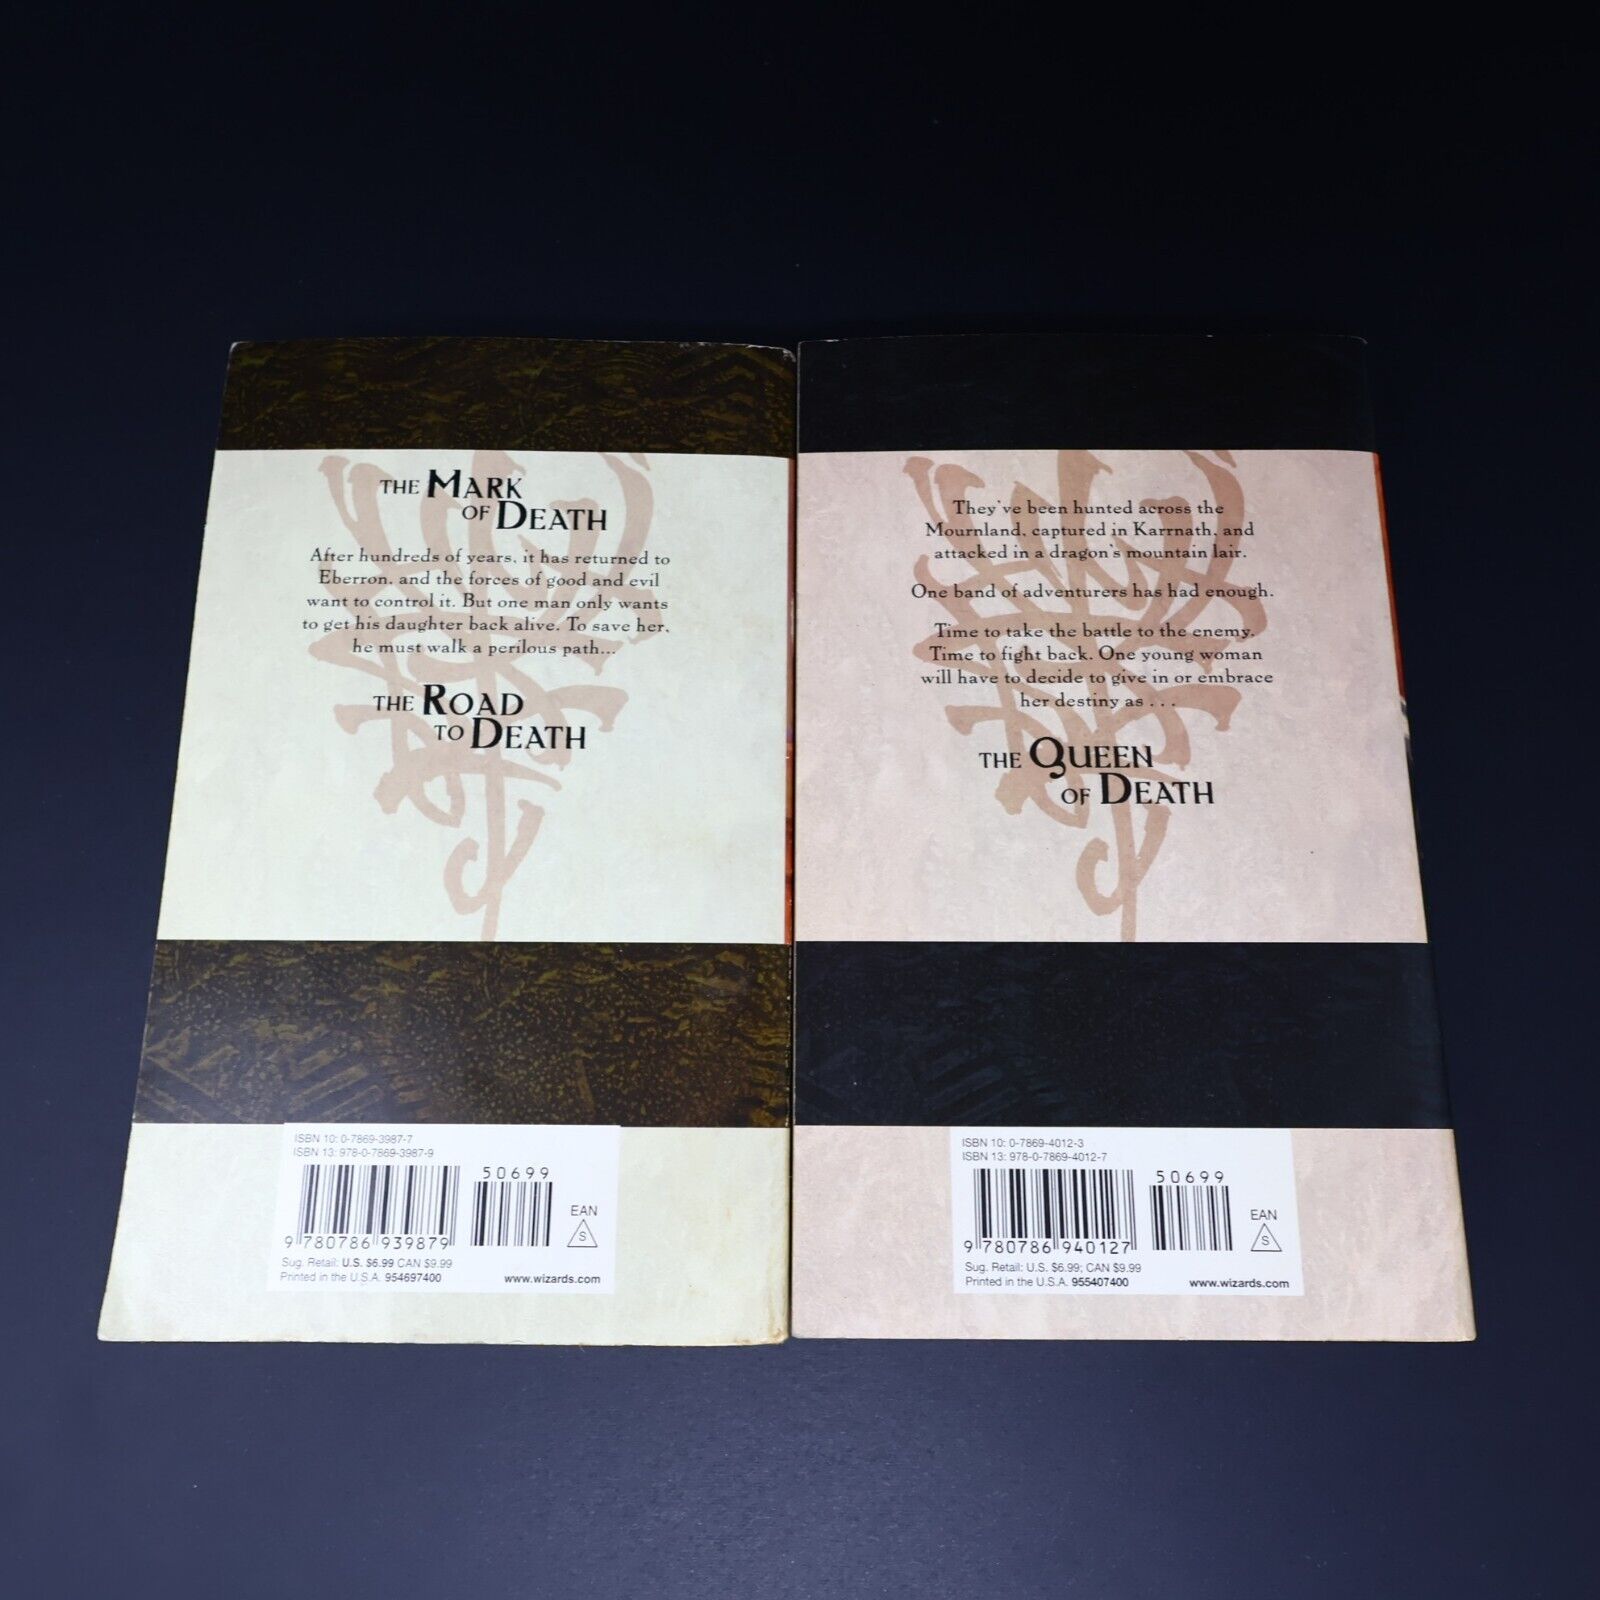 THE MARK
OF DEATH
After hundreds of years, it has returned to
Eberron, and the forces of good and evil
want to control it. But one man only wants
to get his daughter back alive. To save her,
he must walk a perilous path...
THE ROAD
TO DEATH
ISBN 10: 0-7869-3987-7
ISBN 13: 978-0-7869-3987-9
50699
EAN
S
9 780786 939879
Sug. Retail: U.S. $6.99 CAN $9.99
Printed in the U.S.A. 954697400
www.wizards.com
They've been hunted across the
Mournland, captured in Karrnath, and
attacked in a dragon's mountain lair.
One band of adventurers has had enough.
Time to take the battle to the enemy.
Time to fight back. One young woman
will have to decide to give in or embrace
her destiny as . . .
THE QUEEN
OF DEATH
ISBN 10: 0-7869-4012-3
ISBN 13: 978-0-7869-4012-7
50699
EAN
S
9 780786 940127
Sug. Retail: U.S. $6.99; CAN $9.99
Printed in the U.S.A. 955407400
www.wizards.com